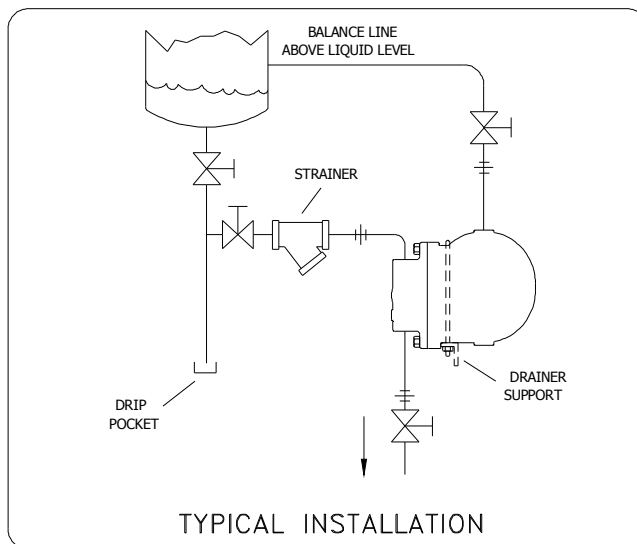 BALANCE LINE
ABOVE LIQUID LEVEL
STRAINER
DRIP
POCKET
DRAINER
SUPPORT
TYPICAL INSTALLATION